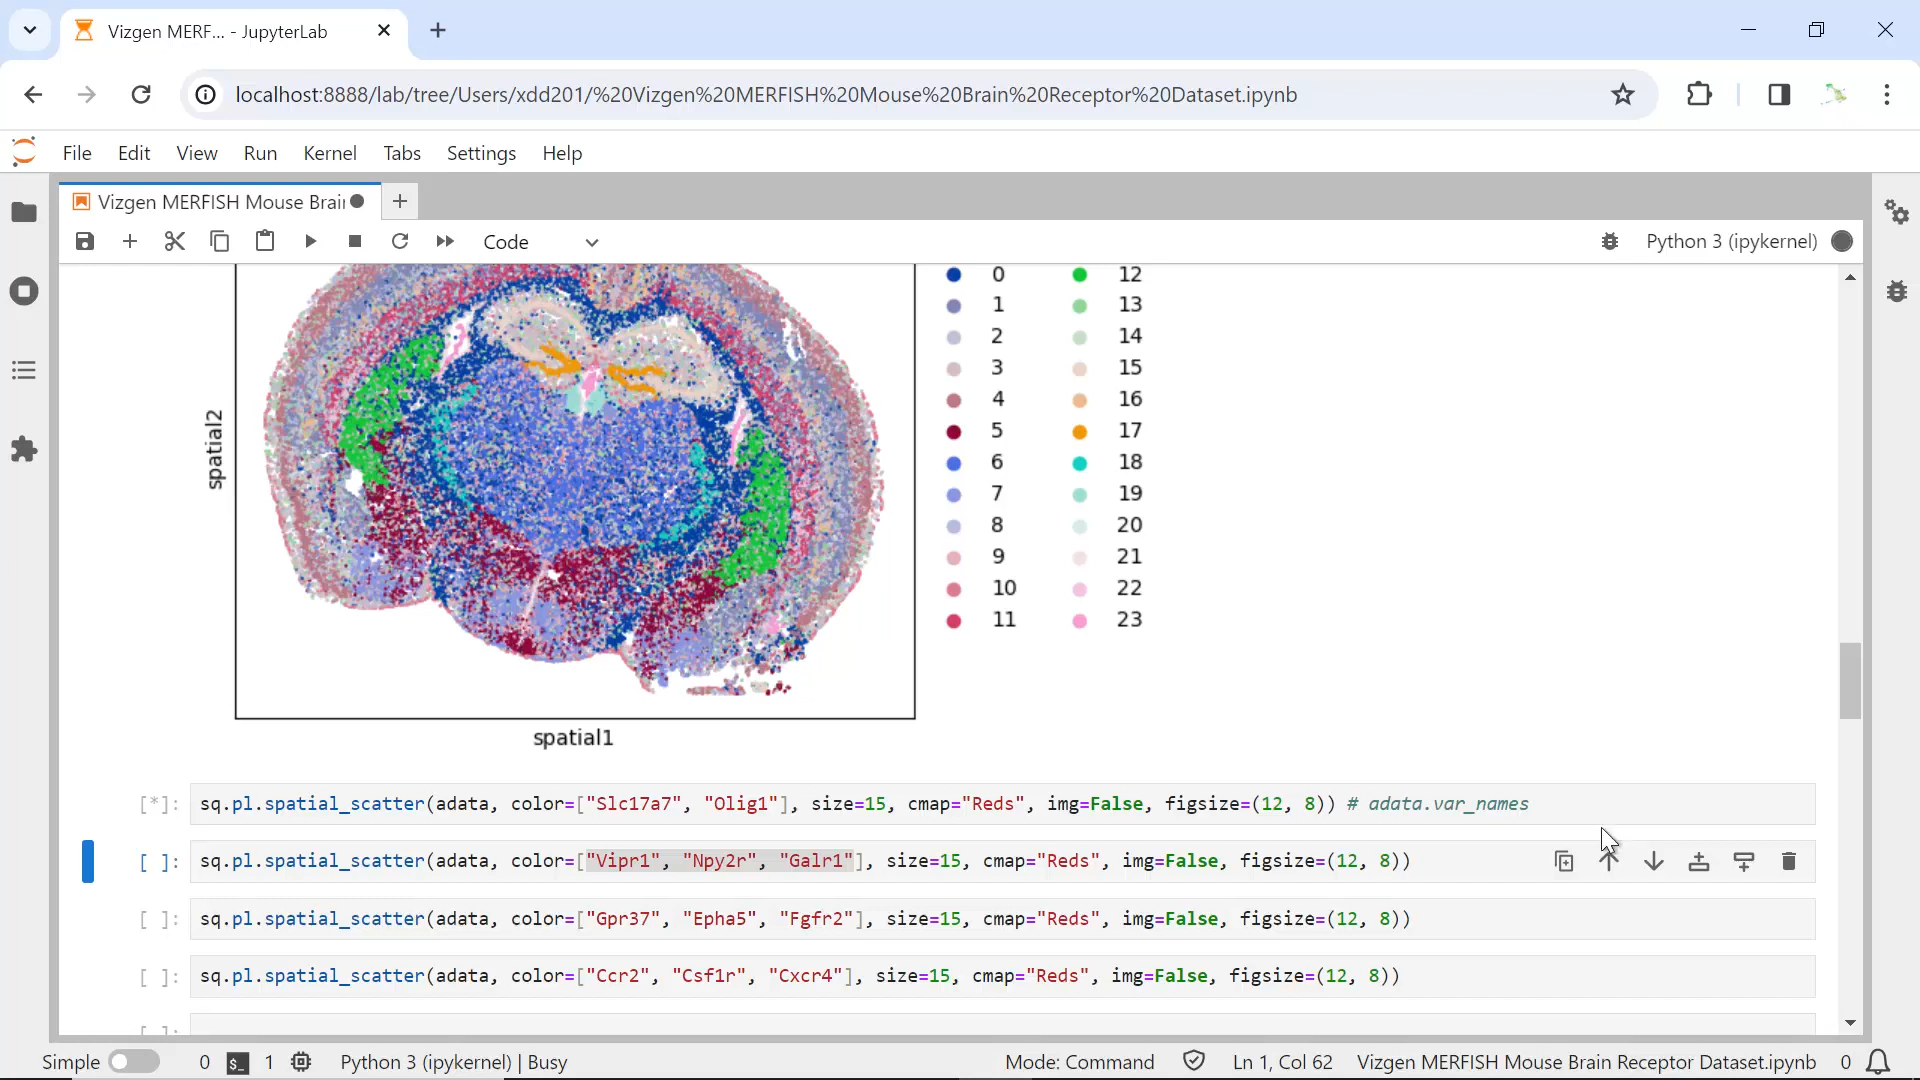 Vizgen MERF... - JupyterLab
localhost:8888/lab/tree/Users/xdd201/%20Vizgen%20MERFISH%20Mouse%20Brain%20Receptor%20Dataset.ipynb
File Edit View Run Kernel Tabs Settings Help
Vizgen MERFISH Mouse Brai
Code
Python 3 (ipykernel)
0 12
1 13
2 14
3 15
4 16
5 17
6 18
7 19
8 20
9 21
10 22
11 23
spatial2
spatial1
[*]: sq.pl.spatial_scatter(adata, color=["Slc17a7", "Olig1"], size=15, cmap="Reds", img=False, figsize=(12, 8)) # adata.var_names
[ ]: sq.pl.spatial_scatter(adata, color=["Vipr1", "Npy2r", "Galr1"], size=15, cmap="Reds", img=False, figsize=(12, 8))
[ ]: sq.pl.spatial_scatter(adata, color=["Gpr37", "Epha5", "Fgfr2"], size=15, cmap="Reds", img=False, figsize=(12, 8))
[ ]: sq.pl.spatial_scatter(adata, color=["Ccr2", "Csf1r", "Cxcr4"], size=15, cmap="Reds", img=False, figsize=(12, 8))
[ ]:
Simple 0 $_ 1 Python 3 (ipykernel) | Busy Mode: Command Ln 1, Col 62 Vizgen MERFISH Mouse Brain Receptor Dataset.ipynb 0